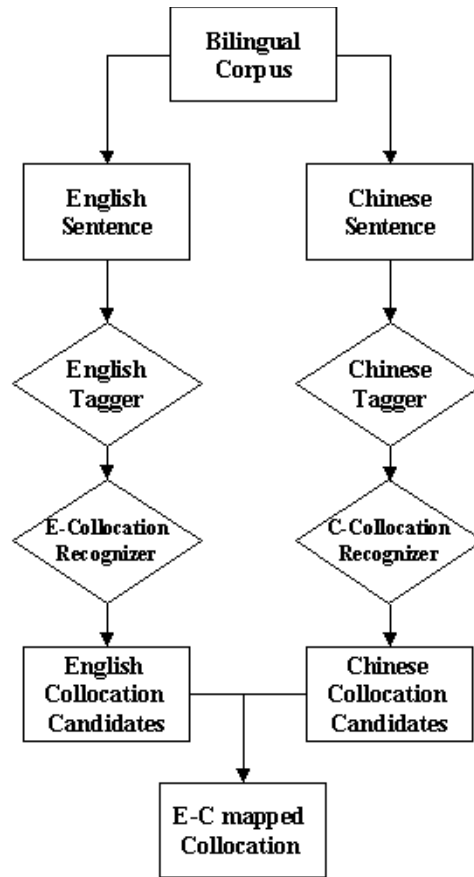 Bilingual
Corpus
English
Sentence
Chinese
Sentence
English
Tagger
Chinese
Tagger
E-Collocation
Recognizer
C-Collocation
Recognizer
English
Collocation
Candidates
Chinese
Collocation
Candidates
E-C mapped
Collocation